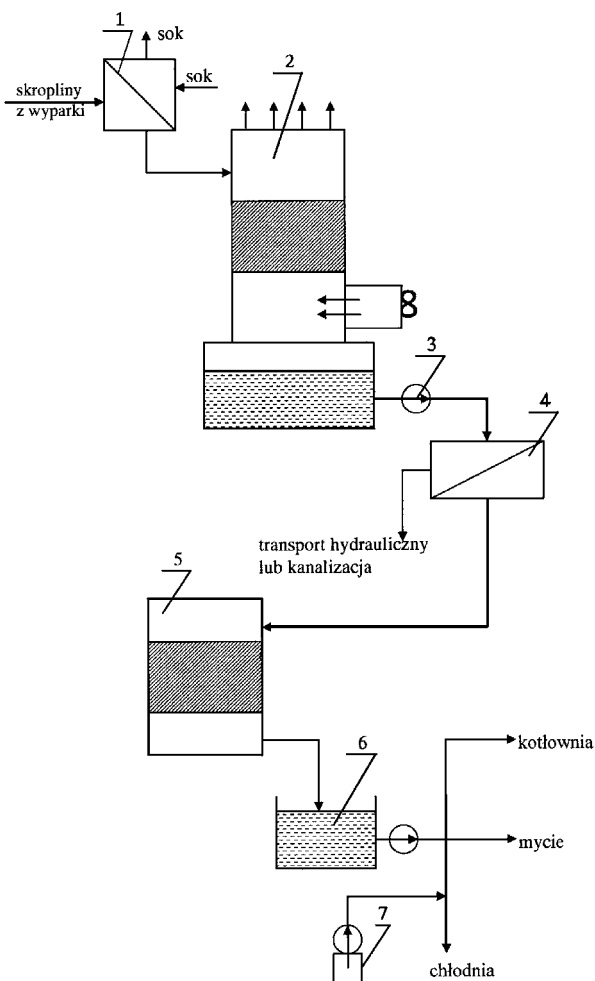 1
sok
skropliny
z wyparki
sok
2
3
4
transport hydrauliczny
lub kanalizacja
5
6
kotłownia
mycie
7
chłodnia